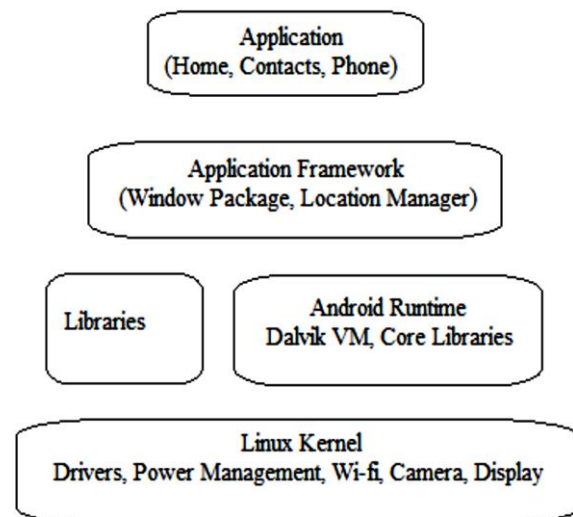 Application
(Home, Contacts, Phone)
Application Framework
(Window Package, Location Manager)
Libraries
Android Runtime
Dalvik VM, Core Libraries
Linux Kernel
Drivers, Power Management, Wi-fi, Camera, Display